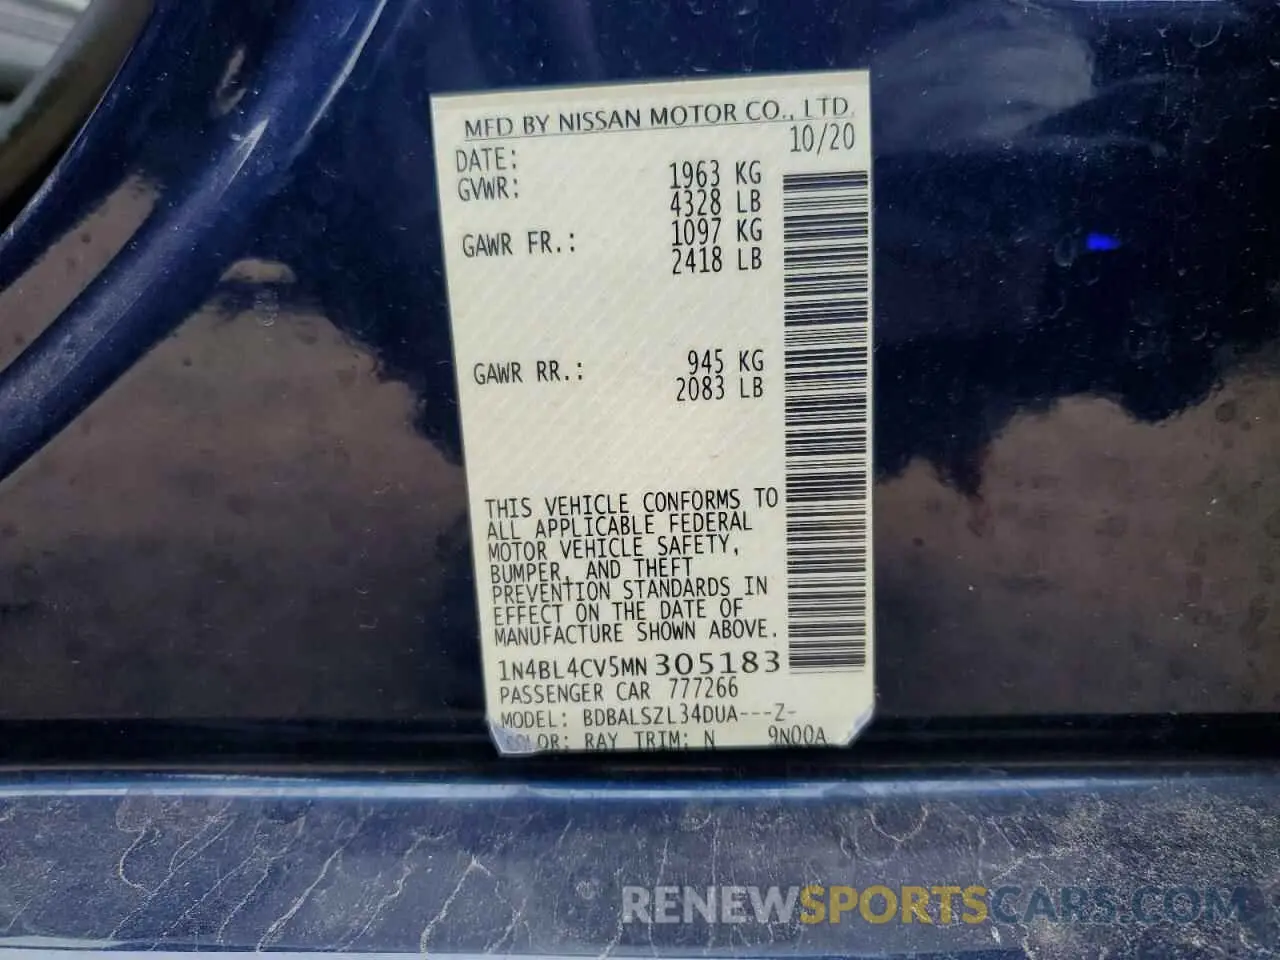 MFD BY NISSAN MOTOR CO., LTD.
DATE: 10/20
GVWR: 1963 KG
4328 LB
GAWR FR.: 1097 KG
2418 LB
GAWR RR.: 945 KG
2083 LB
THIS VEHICLE CONFORMS TO
ALL APPLICABLE FEDERAL
MOTOR VEHICLE SAFETY,
BUMPER, AND THEFT
PREVENTION STANDARDS IN
EFFECT ON THE DATE OF
MANUFACTURE SHOWN ABOVE.
1N4BL4CV5MN305183
PASSENGER CAR 777266
MODEL: BDBALSZL34DUA---Z-
COLOR: RAY TRIM: N 9N00A
RENEWSPORTSCARS.COM